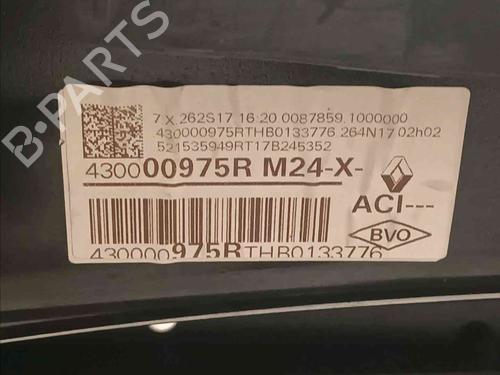 7 X 262S17 16:20 0087859.1000000
430000975RTHB0133776 264N17 02h02
521535949RT17B245352
430000975R M24-X-
ACI---
BVO
430000975RTHB0133776
B-PARTS